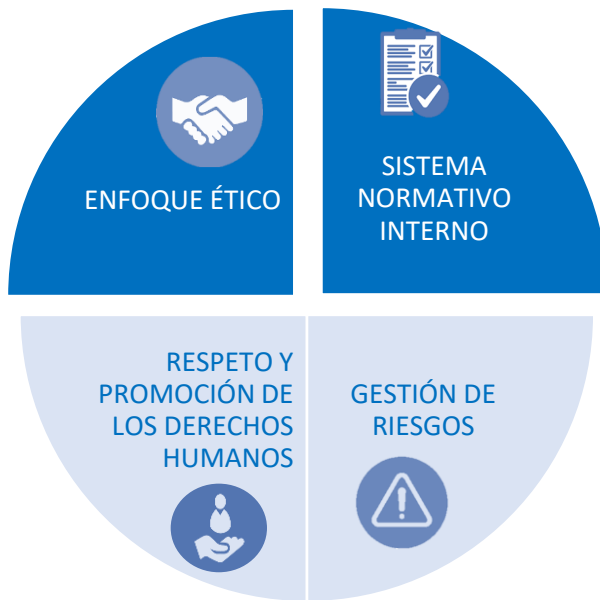 ENFOQUE ÉTICO
SISTEMA
NORMATIVO
INTERNO
RESPETO Y
PROMOCIÓN DE
LOS DERECHOS
HUMANOS
GESTIÓN DE
RIESGOS